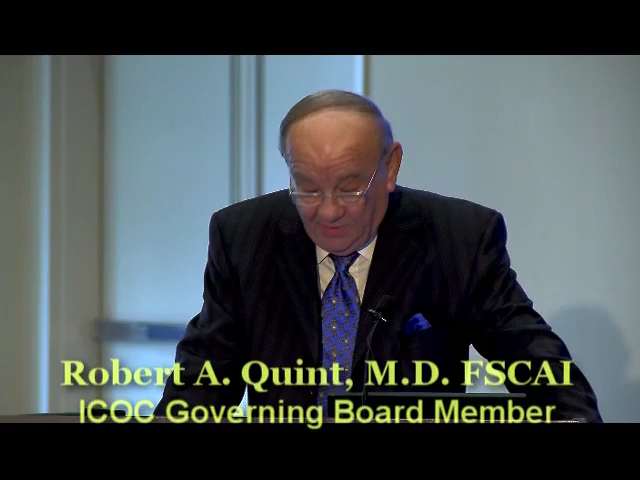 Robert A. Quint, M.D. FSCAI
ICOC Governing Board Member